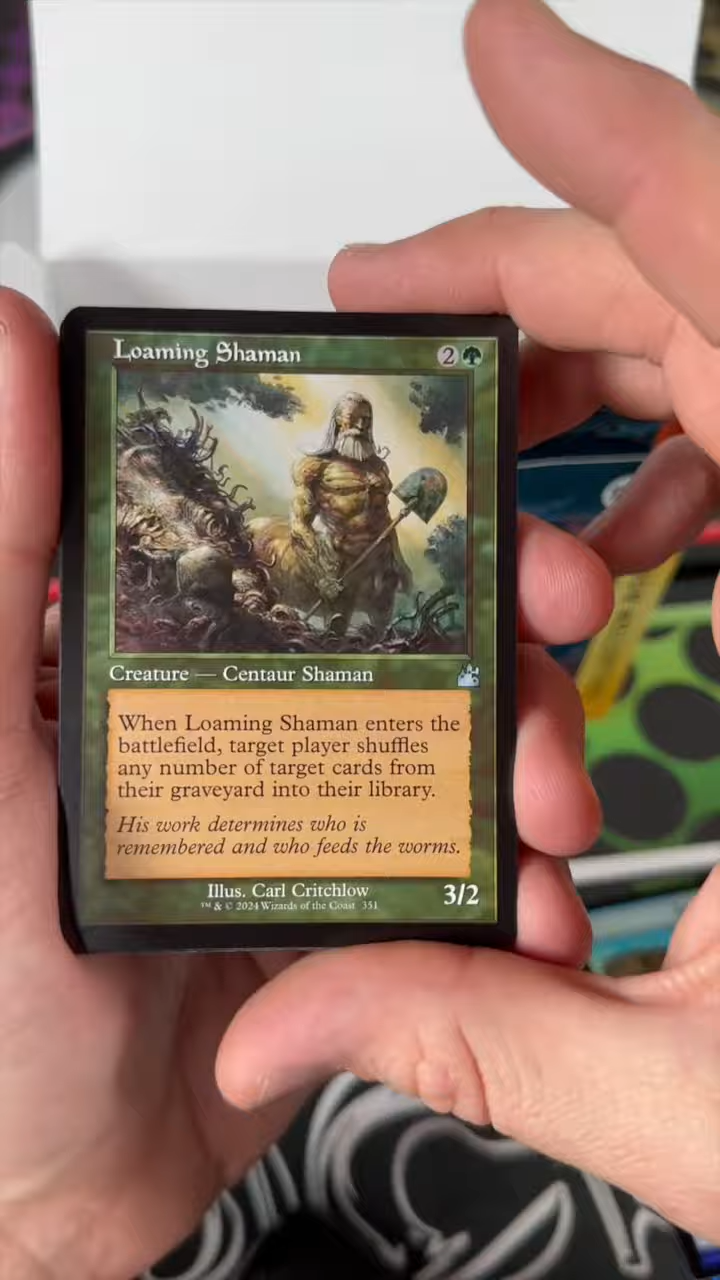 Loaming Shaman 2
Creature — Centaur Shaman
When Loaming Shaman enters the
battlefield, target player shuffles
any number of target cards from
their graveyard into their library.
His work determines who is
remembered and who feeds the worms.
Illus. Carl Critchlow
™ & © 2024 Wizards of the Coast 351
3/2